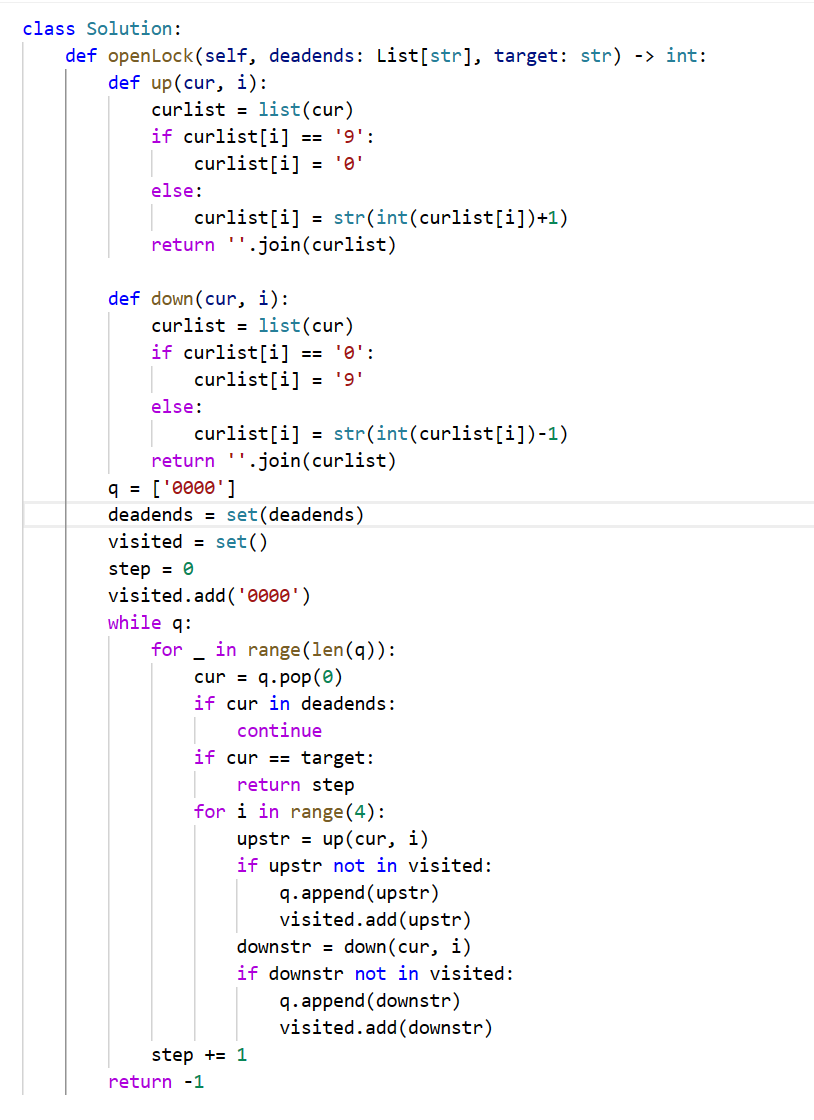 class Solution:
    def openLock(self, deadends: List[str], target: str) -> int:
        def up(cur, i):
            curlist = list(cur)
            if curlist[i] == '9':
                curlist[i] = '0'
            else:
                curlist[i] = str(int(curlist[i])+1)
            return ''.join(curlist)

        def down(cur, i):
            curlist = list(cur)
            if curlist[i] == '0':
                curlist[i] = '9'
            else:
                curlist[i] = str(int(curlist[i])-1)
            return ''.join(curlist)
        q = ['0000']
        deadends = set(deadends)
        visited = set()
        step = 0
        visited.add('0000')
        while q:
            for _ in range(len(q)):
                cur = q.pop(0)
                if cur in deadends:
                    continue
                if cur == target:
                    return step
                for i in range(4):
                    upstr = up(cur, i)
                    if upstr not in visited:
                        q.append(upstr)
                        visited.add(upstr)
                    downstr = down(cur, i)
                    if downstr not in visited:
                        q.append(downstr)
                        visited.add(downstr)
            step += 1
        return -1